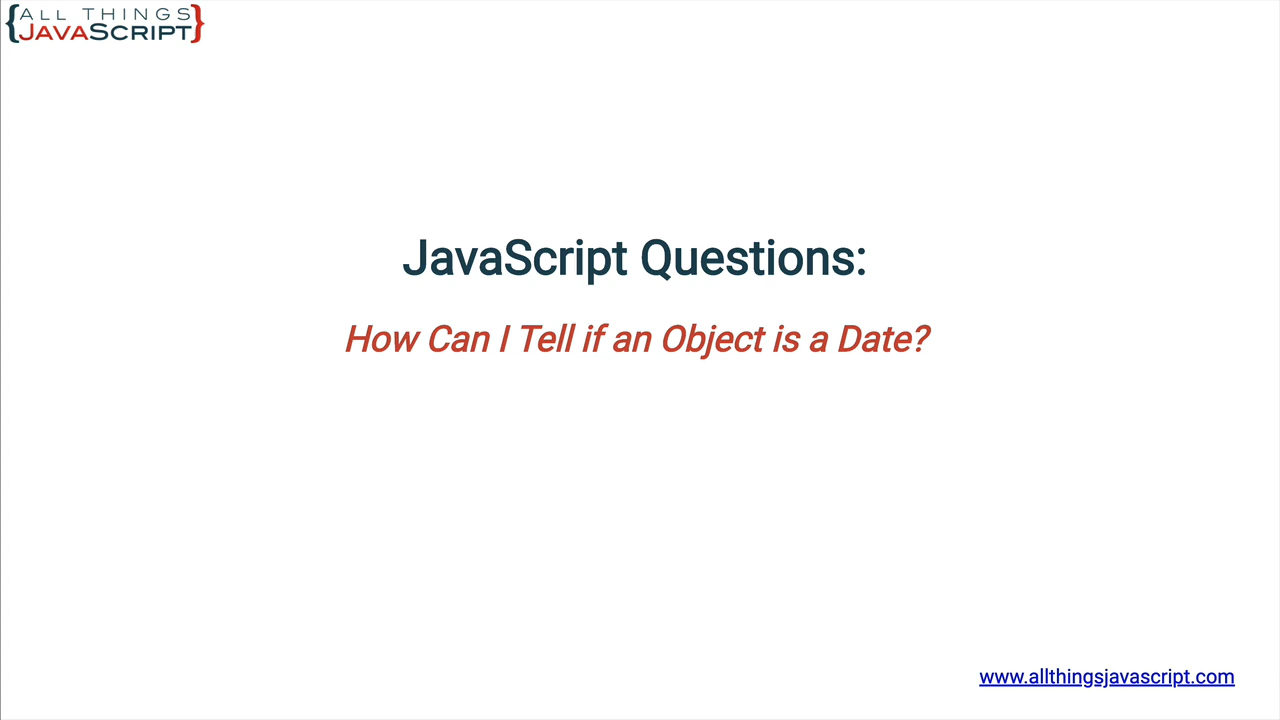 {ALL THINGS
JAVASCRIPT}
JavaScript Questions:
How Can I Tell if an Object is a Date?
www.allthingsjavascript.com